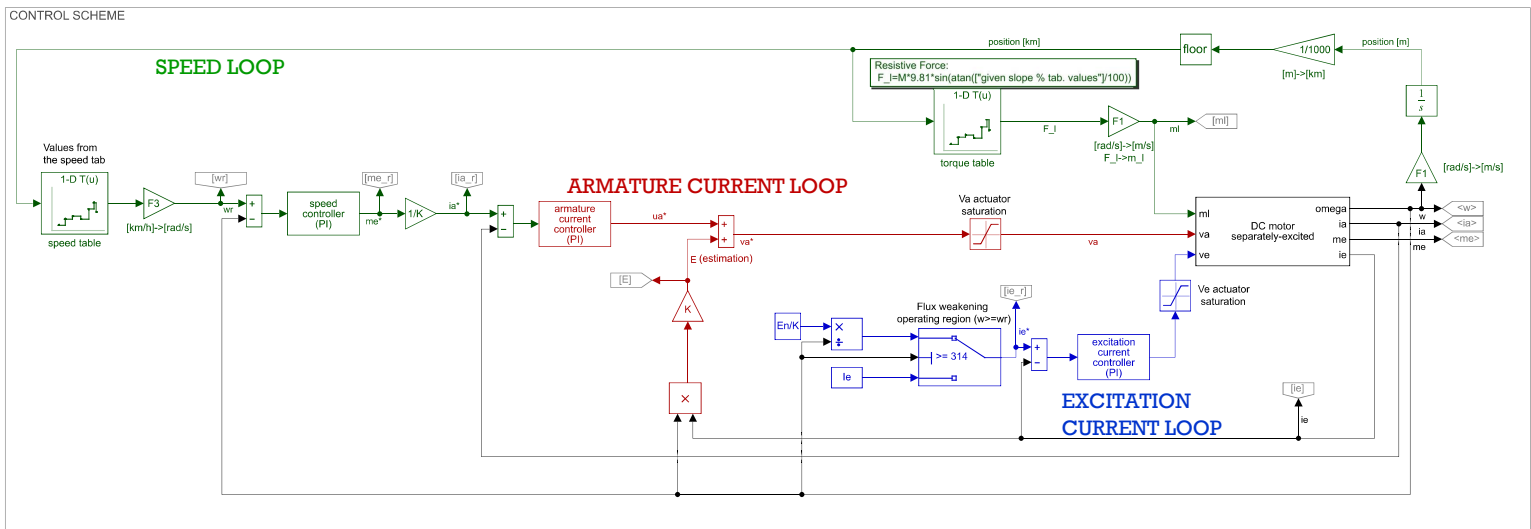 CONTROL SCHEME
SPEED LOOP
position [km]
floor
1/1000
position [m]
[m]->[km]
Resistive Force:
F_l=M*9.81*sin(atan(["given slope % tab. values"]/100))
1-D T(u)
torque table
F_l
F1
[rad/s]->[m/s]
F_l->m_l
ml
[ml]
1
s
F1
[rad/s]->[m/s]
Values from
the speed tab
1-D T(u)
speed table
F3
[km/h]->[rad/s]
[wr]
wr
+
−
speed
controller
(PI)
[me_r]
me*
1/K
[ia_r]
ia*
+
−
ARMATURE CURRENT LOOP
armature
current
controller
(PI)
ua*
+
+
va*
E (estimation)
[E]
K
×
Va actuator
saturation
va
ml
va
ve
DC motor
separately-excited
omega
ia
me
ie
w
ia
me
<w>
<ia>
<me>
Ve actuator
saturation
En/K
×
÷
Ie
Flux weakening
operating region (w>=wr)
>= 314
[ie_r]
ie*
+
−
excitation
current
controller
(PI)
EXCITATION
CURRENT LOOP
[ie]
ie